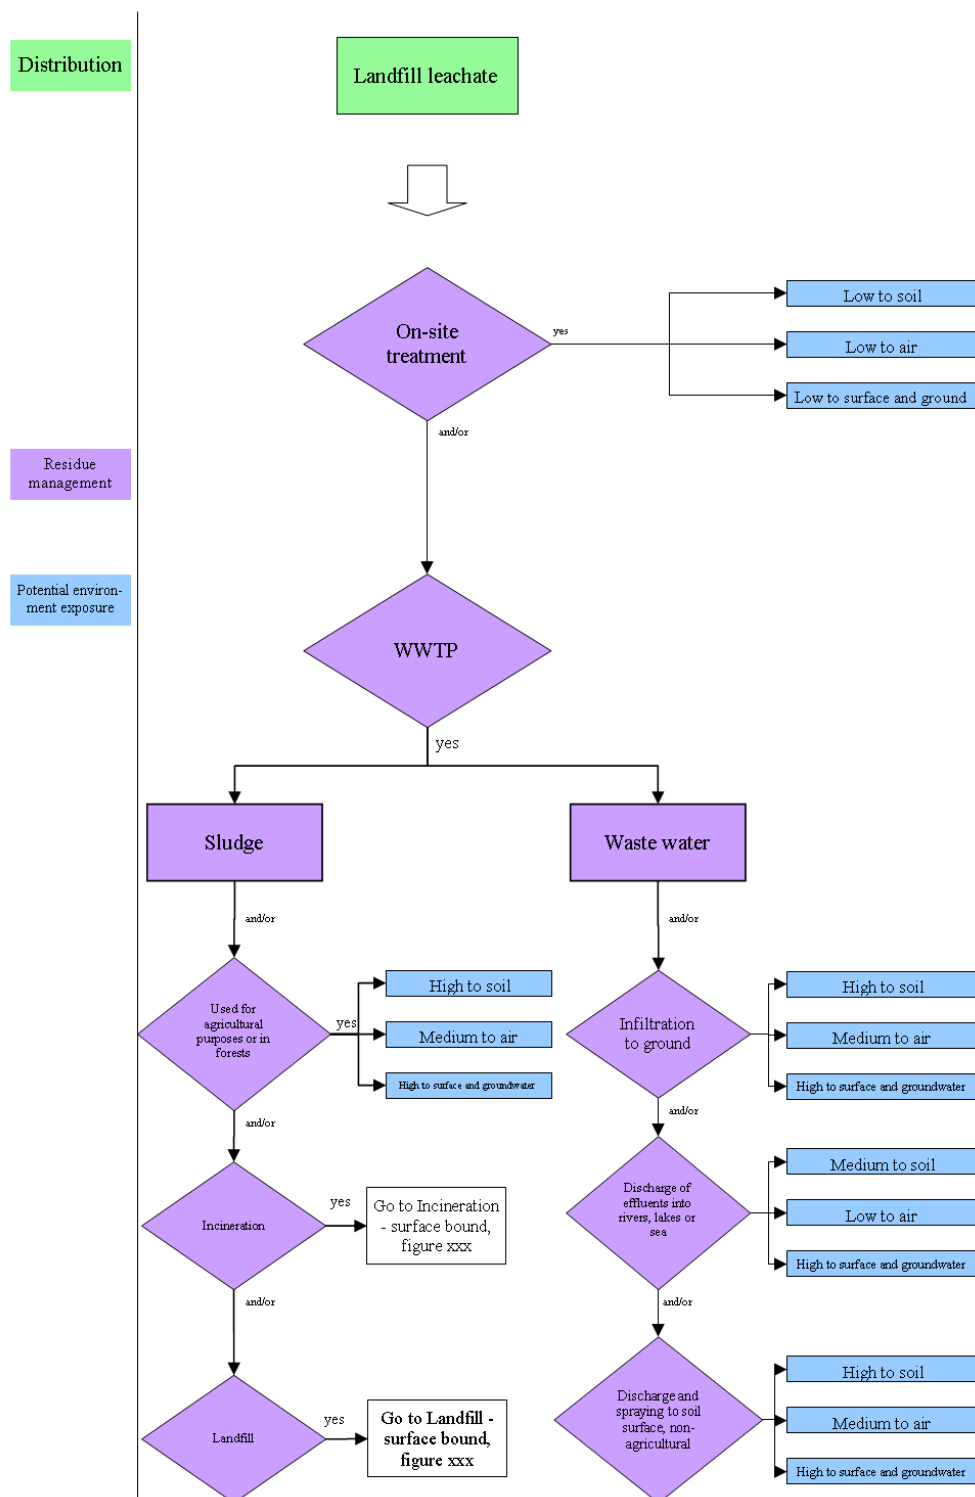 Distribution
Landfill leachate
On-site
treatment
yes
Low to soil
Low to air
Low to surface and ground
and/or
Residue
management
Potential environ-
ment exposure
WWTP
yes
Sludge
Waste water
and/or
and/or
Used for
agricultural
purposes or in
forests
yes
High to soil
Medium to air
High to surface and groundwater
Infiltration
to ground
High to soil
Medium to air
High to surface and groundwater
and/or
and/or
Incineration
yes
Go to Incineration
- surface bound,
figure xxx
Discharge of
effluents into
rivers, lakes or
sea
Medium to soil
Low to air
High to surface and groundwater
and/or
and/or
Landfill
yes
Go to Landfill -
surface bound,
figure xxx
Discharge and
spraying to soil
surface, non-
agricultural
High to soil
Medium to air
High to surface and groundwater